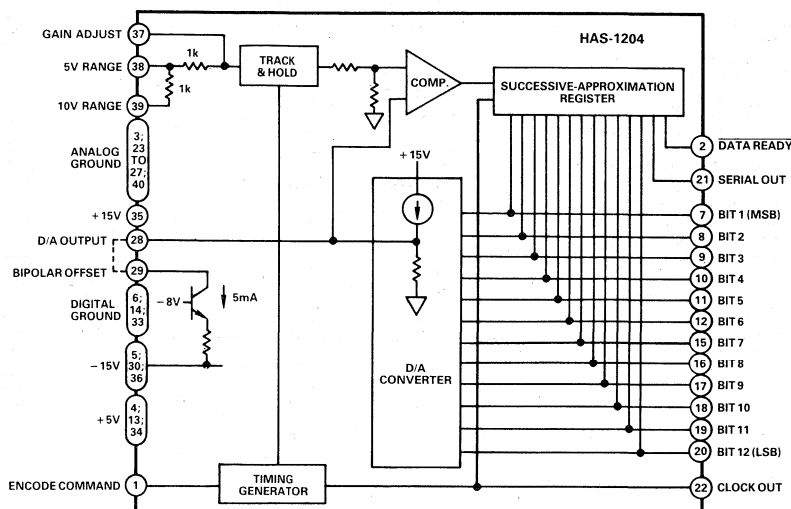 HAS-1204
GAIN ADJUST 37
5V RANGE 38
1k
1k
10V RANGE 39
TRACK & HOLD
COMP.
SUCCESSIVE-APPROXIMATION REGISTER
ANALOG GROUND
3;
23
TO
27;
40
+15V 35
D/A OUTPUT 28
BIPOLAR OFFSET 29
DIGITAL GROUND
6;
14;
33
−8V
5mA
−15V
5;
30;
36
+5V
4;
13;
34
ENCODE COMMAND 1
TIMING GENERATOR
+15V
D/A CONVERTER
2 DATA READY
21 SERIAL OUT
7 BIT 1 (MSB)
8 BIT 2
9 BIT 3
10 BIT 4
11 BIT 5
12 BIT 6
15 BIT 7
16 BIT 8
17 BIT 9
18 BIT 10
19 BIT 11
20 BIT 12 (LSB)
22 CLOCK OUT